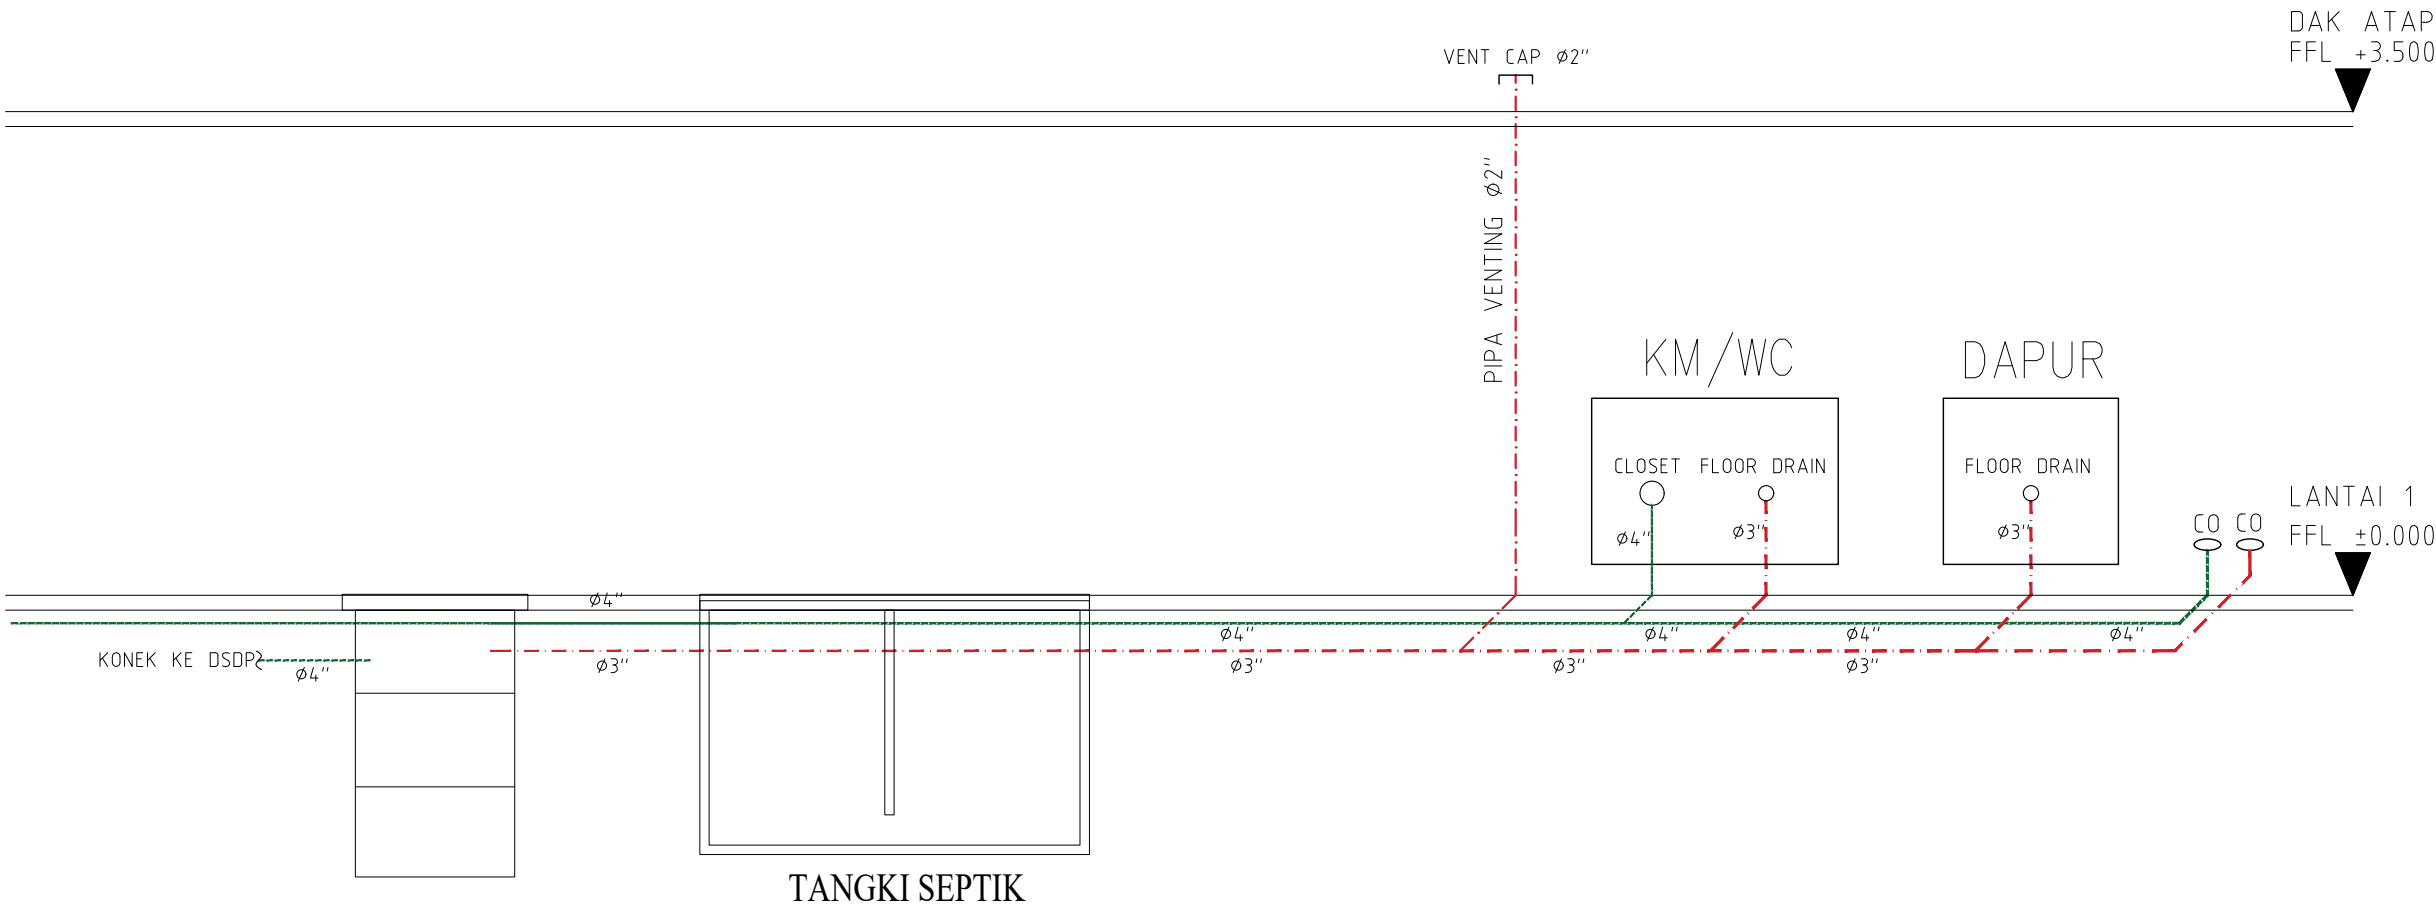 DAK ATAP
FFL +3.500
VENT CAP ø2"
PIPA VENTING ø2"
KM/WC
DAPUR
CLOSET
FLOOR DRAIN
FLOOR DRAIN
ø4"
ø3"
ø3"
CO
CO
LANTAI 1
FFL ±0.000
ø4"
ø4"
ø4"
ø4"
ø4"
KONEK KE DSDP
ø4"
ø3"
ø3"
ø3"
ø3"
TANGKI SEPTIK